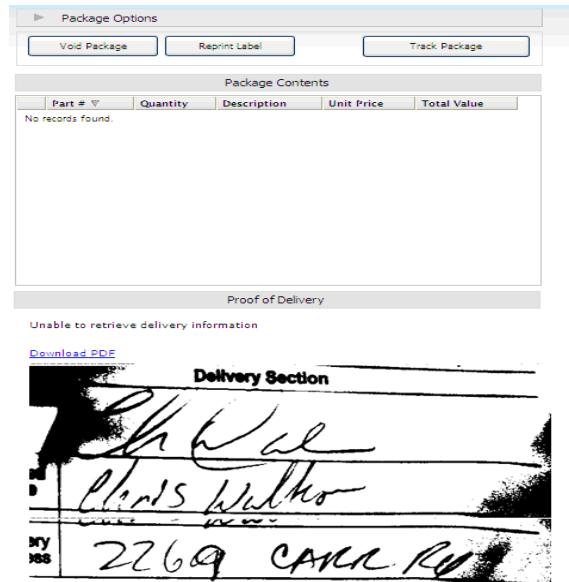 Package Options
Void Package Reprint Label Track Package
Package Contents
Part # Quantity Description Unit Price Total Value
No records found.
Proof of Delivery
Unable to retrieve delivery information
Download PDF
Delivery Section
Chris Walker
2269 CARR RD